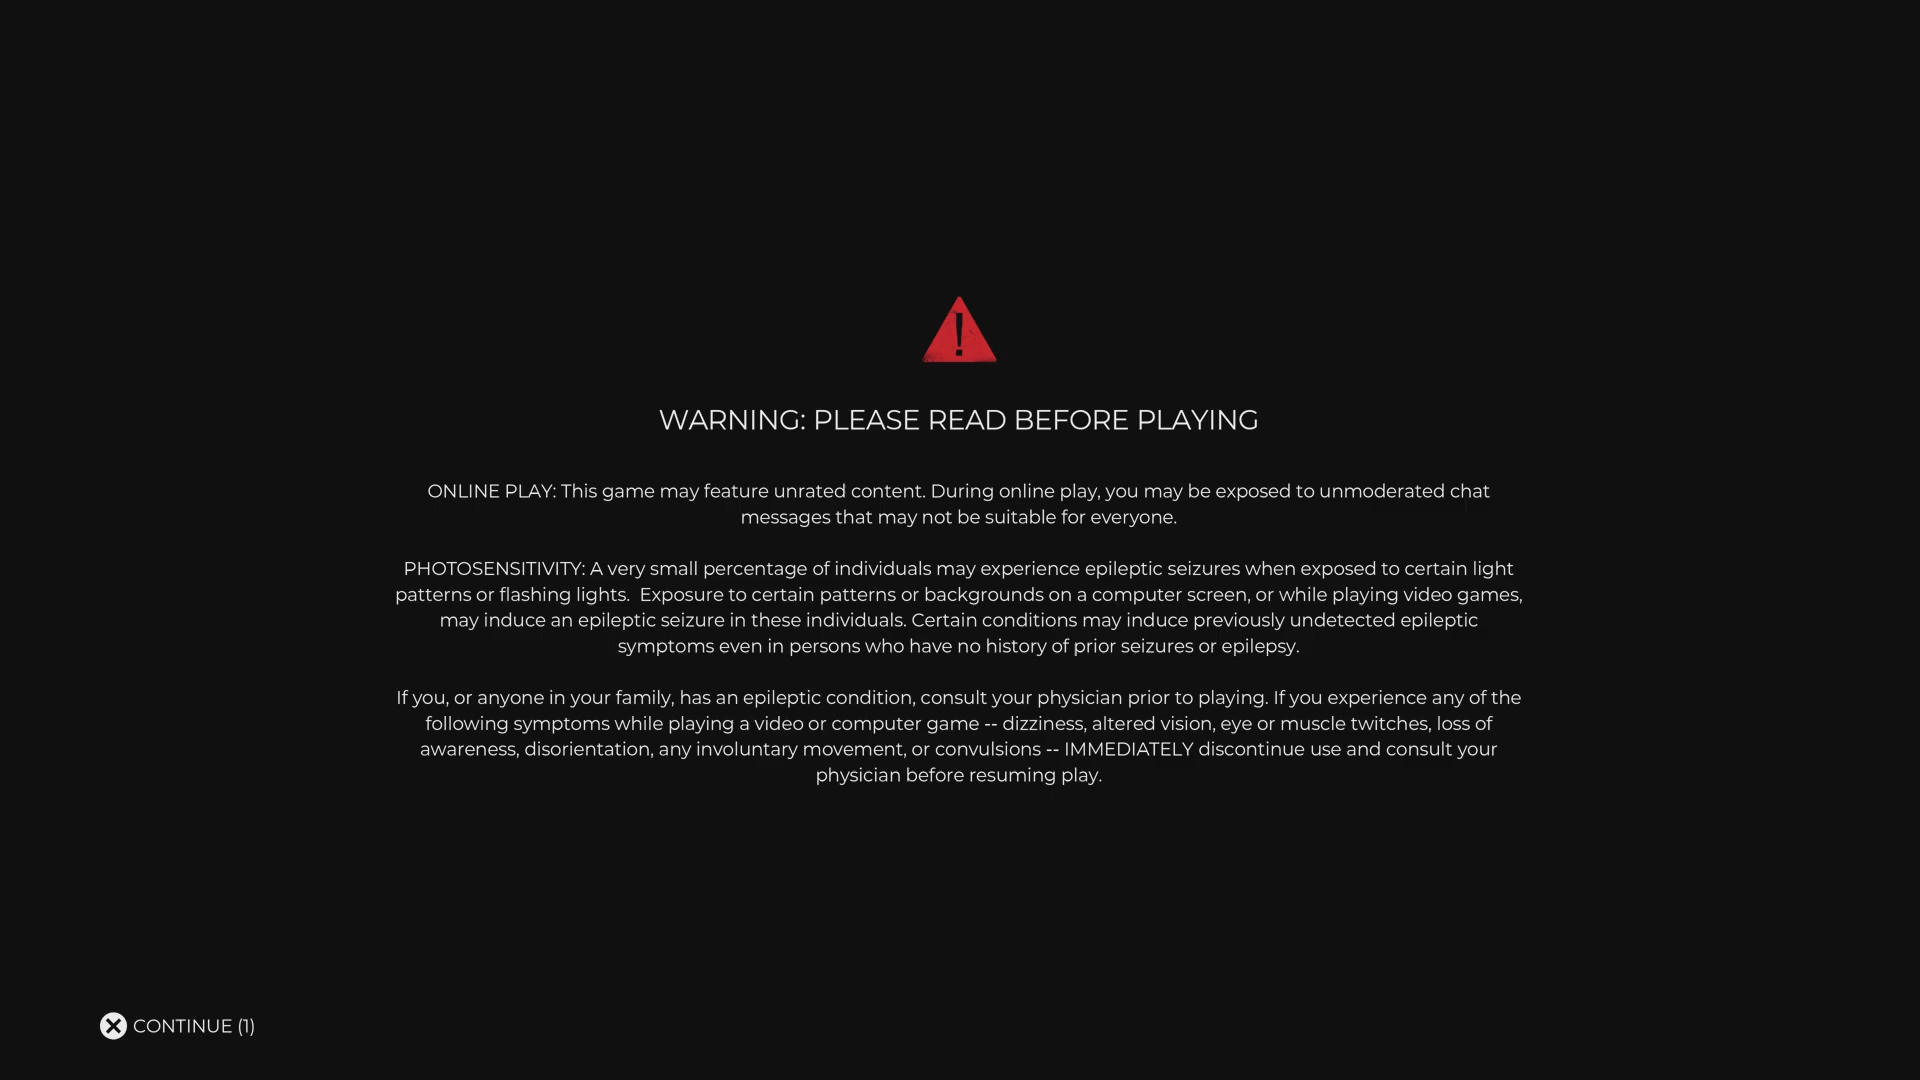 WARNING: PLEASE READ BEFORE PLAYING
ONLINE PLAY: This game may feature unrated content. During online play, you may be exposed to unmoderated chat
messages that may not be suitable for everyone.
PHOTOSENSITIVITY: A very small percentage of individuals may experience epileptic seizures when exposed to certain light
patterns or flashing lights.  Exposure to certain patterns or backgrounds on a computer screen, or while playing video games,
may induce an epileptic seizure in these individuals. Certain conditions may induce previously undetected epileptic
symptoms even in persons who have no history of prior seizures or epilepsy.
If you, or anyone in your family, has an epileptic condition, consult your physician prior to playing. If you experience any of the
following symptoms while playing a video or computer game -- dizziness, altered vision, eye or muscle twitches, loss of
awareness, disorientation, any involuntary movement, or convulsions -- IMMEDIATELY discontinue use and consult your
physician before resuming play.
CONTINUE (1)